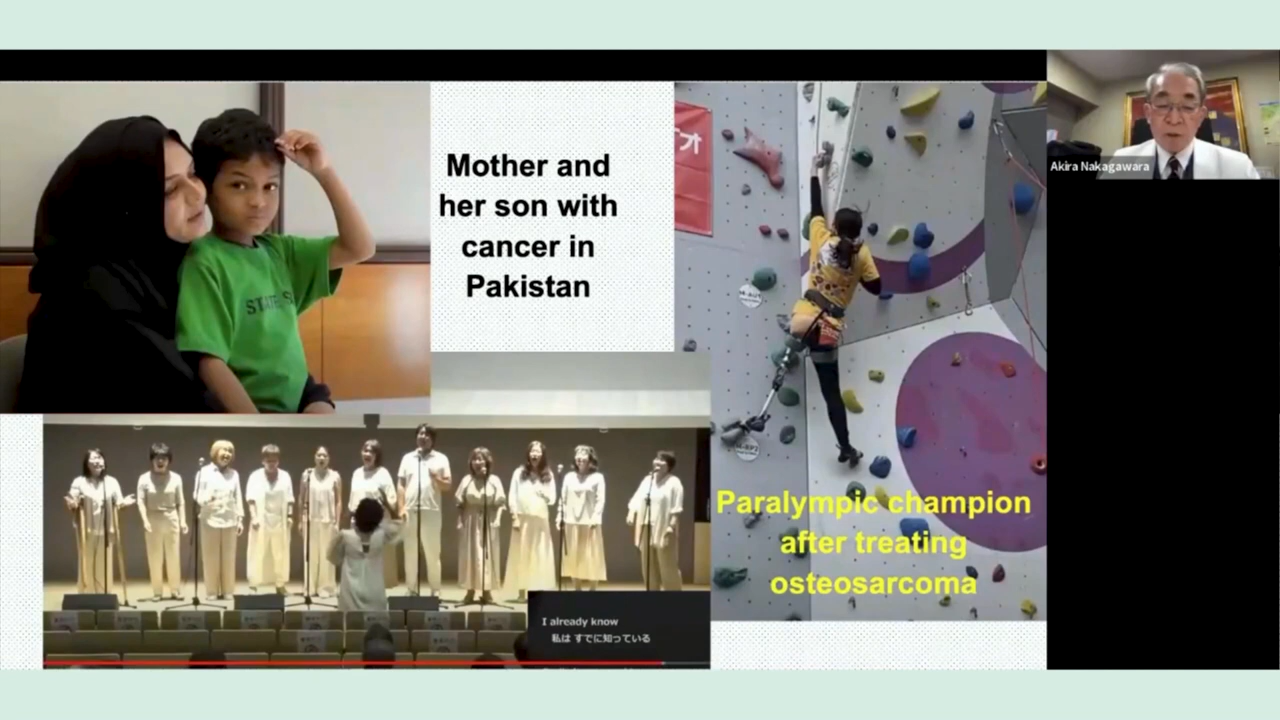 Mother and
her son with
cancer in
Pakistan
オ
Akira Nakagawara
Paralympic champion
after treating
osteosarcoma
I already know
私は すでに知っている